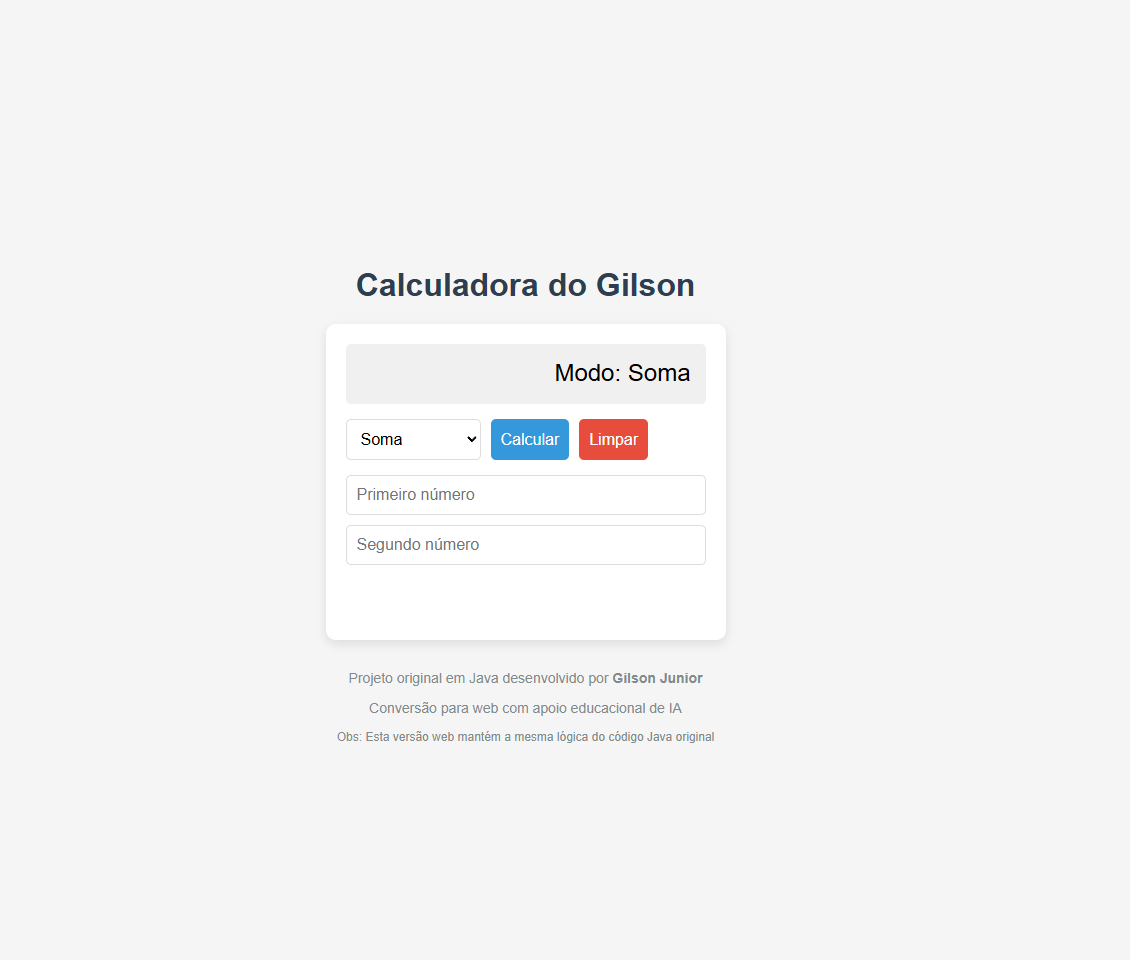 Calculadora do Gilson
Modo: Soma
Soma Calcular Limpar
Primeiro número
Segundo número
Projeto original em Java desenvolvido por Gilson Junior
Conversão para web com apoio educacional de IA
Obs: Esta versão web mantém a mesma lógica do código Java original